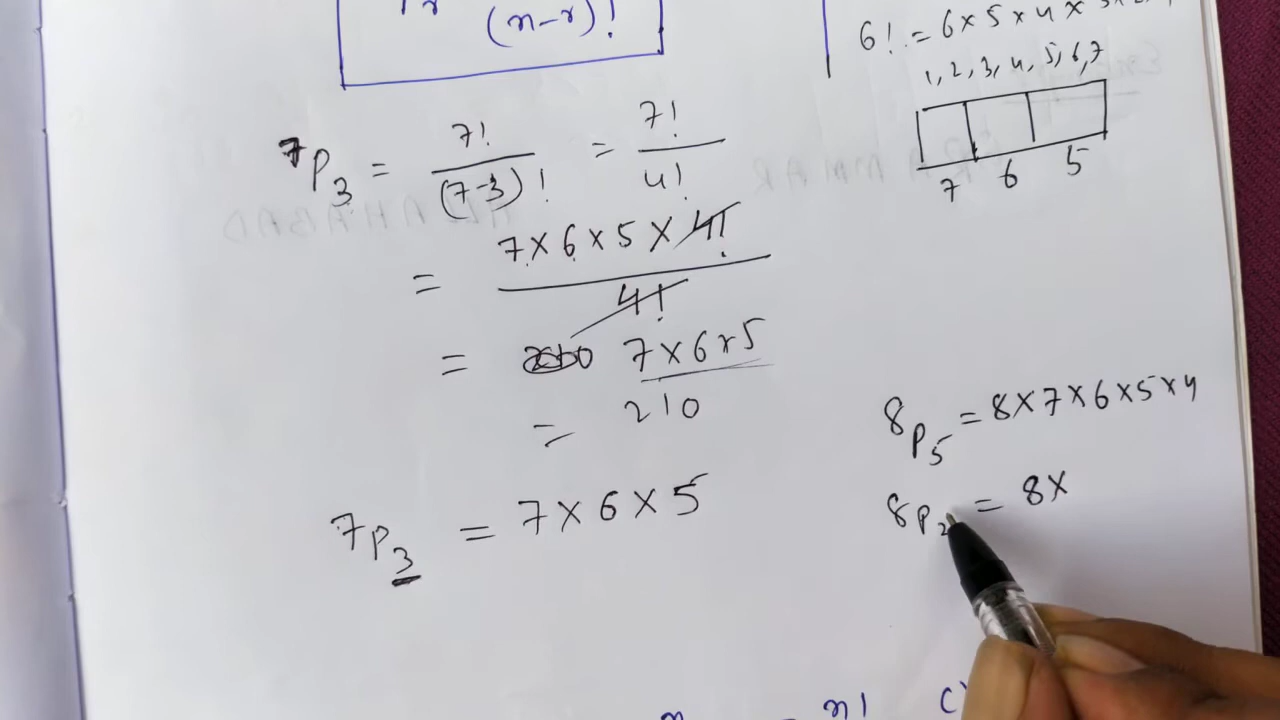 (n-r)!
6! = 6×5×4×
1, 2, 3, 4, 5, 6, 7
7 6 5
7P3 = 7!/(7-3)! = 7!/4!
= 7×6×5×4!/4!
= 7×6×5
= 210
8P5 = 8×7×6×5×4
7P3 = 7×6×5
8P2 = 8×
n!